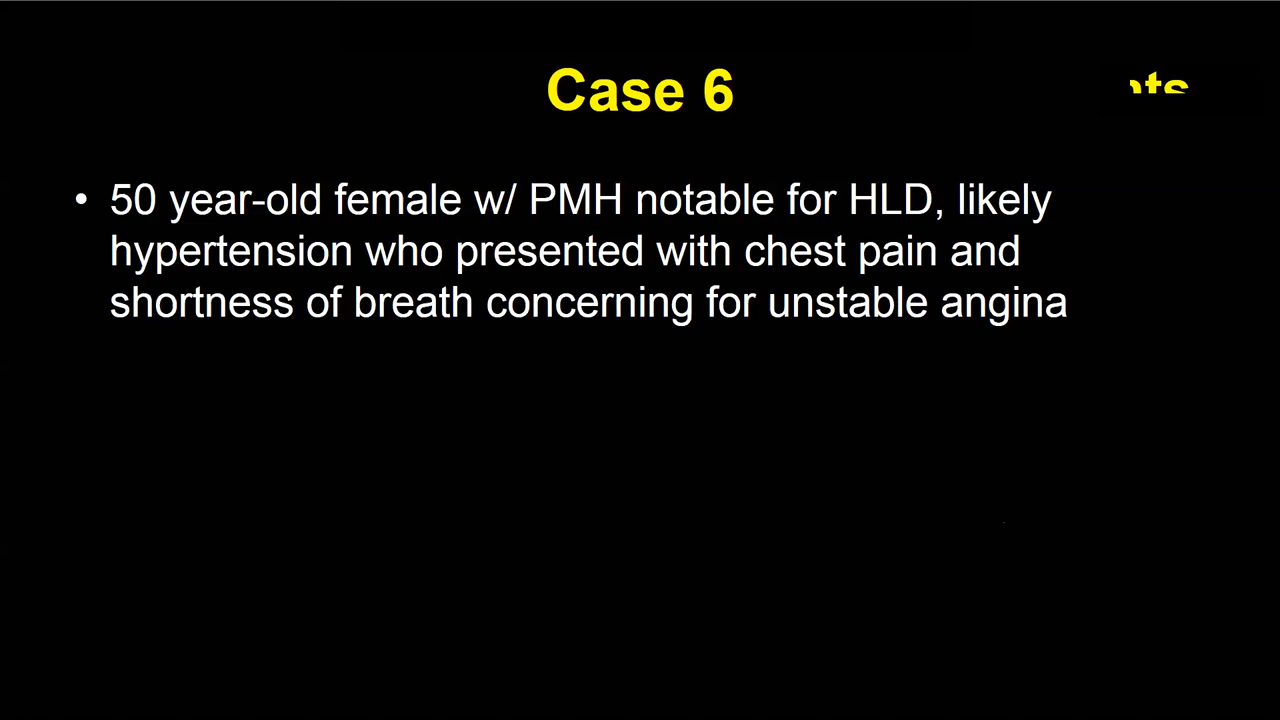 Case 6
• 50 year-old female w/ PMH notable for HLD, likely
hypertension who presented with chest pain and
shortness of breath concerning for unstable angina